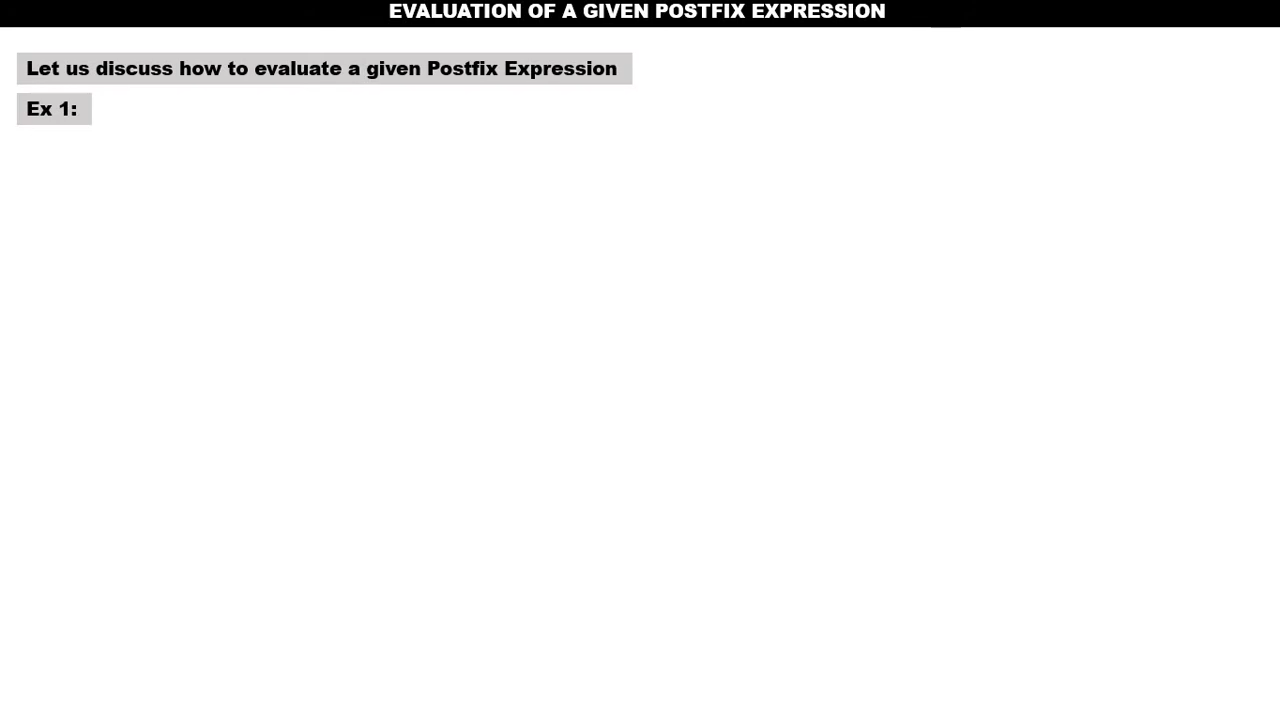 EVALUATION OF A GIVEN POSTFIX EXPRESSION
Let us discuss how to evaluate a given Postfix Expression
Ex 1: